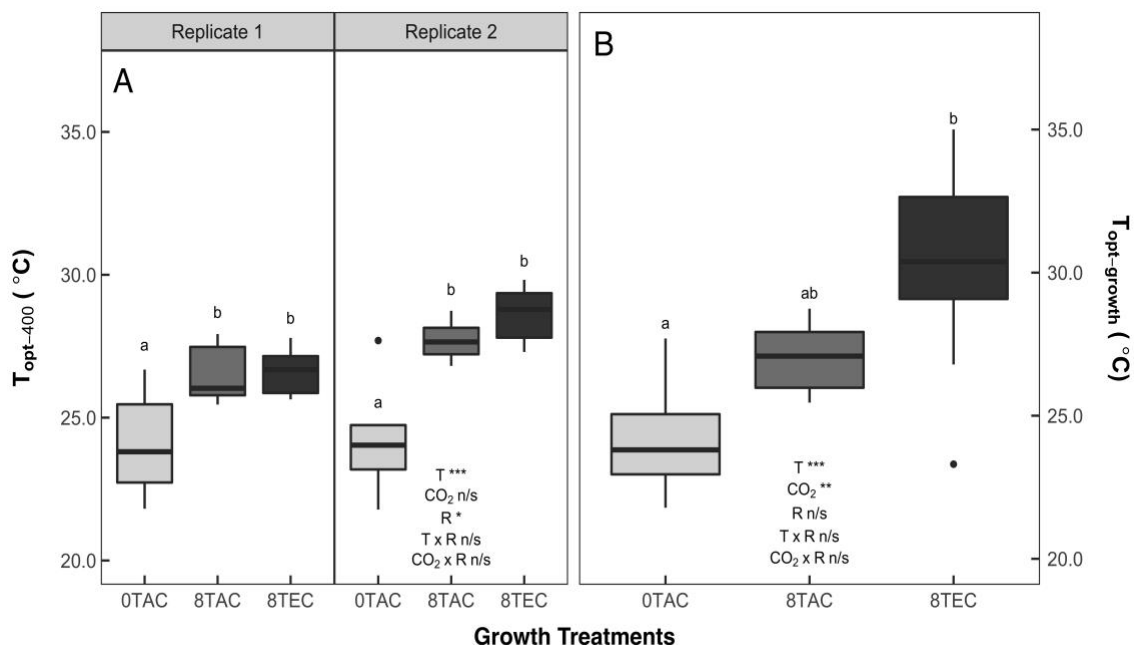 Replicate 1
Replicate 2
A
B
T opt−400 ( °C)
35.0
30.0
25.0
20.0
a
b
b
a
b
b
T ***
CO₂ n/s
R *
T x R n/s
CO₂ x R n/s
a
ab
b
T ***
CO₂ **
R n/s
T x R n/s
CO₂ x R n/s
35.0
30.0
25.0
20.0
T opt−growth ( °C)
0TAC 8TAC 8TEC
0TAC 8TAC 8TEC
0TAC 8TAC 8TEC
Growth Treatments